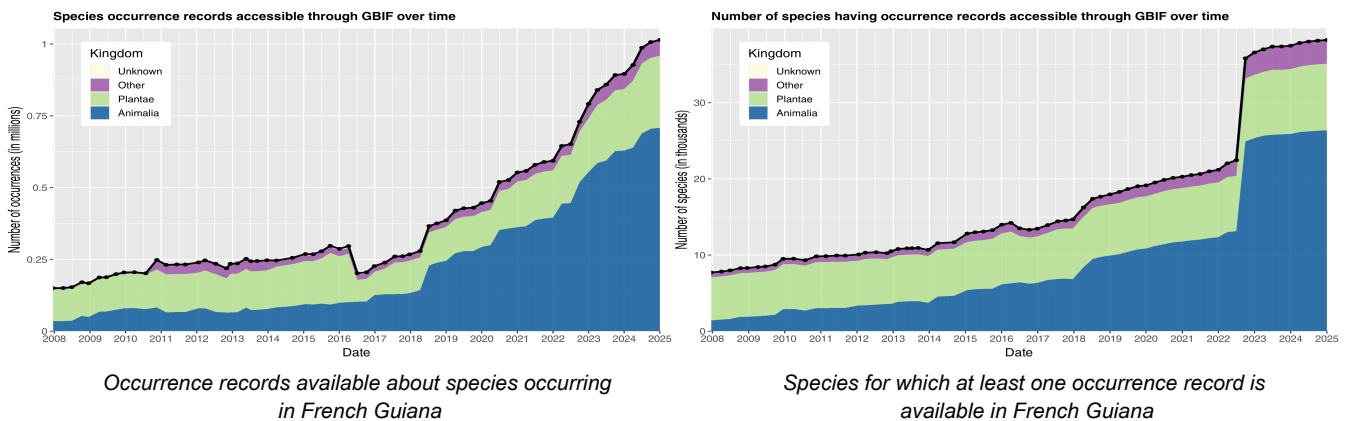 Species occurrence records accessible through GBIF over time
Number of occurrences (in millions)
1
0.75
0.5
0.25
0
Kingdom
Unknown
Other
Plantae
Animalia
2008 2009 2010 2011 2012 2013 2014 2015 2016 2017 2018 2019 2020 2021 2022 2023 2024 2025
Date
Occurrence records available about species occurring
in French Guiana
Number of species having occurrence records accessible through GBIF over time
Number of species (in thousands)
30
20
10
0
Kingdom
Unknown
Other
Plantae
Animalia
2008 2009 2010 2011 2012 2013 2014 2015 2016 2017 2018 2019 2020 2021 2022 2023 2024 2025
Date
Species for which at least one occurrence record is
available in French Guiana